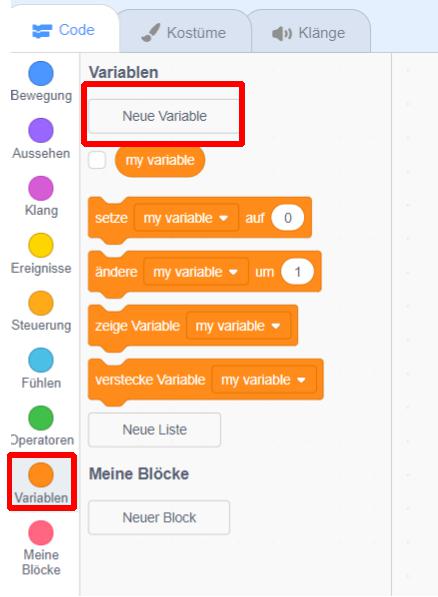 Code
Kostüme
Klänge
Bewegung
Aussehen
Klang
Ereignisse
Steuerung
Fühlen
Operatoren
Variablen
Meine
Blöcke
Variablen
Neue Variable
my variable
setze my variable auf 0
ändere my variable um 1
zeige Variable my variable
verstecke Variable my variable
Neue Liste
Meine Blöcke
Neuer Block